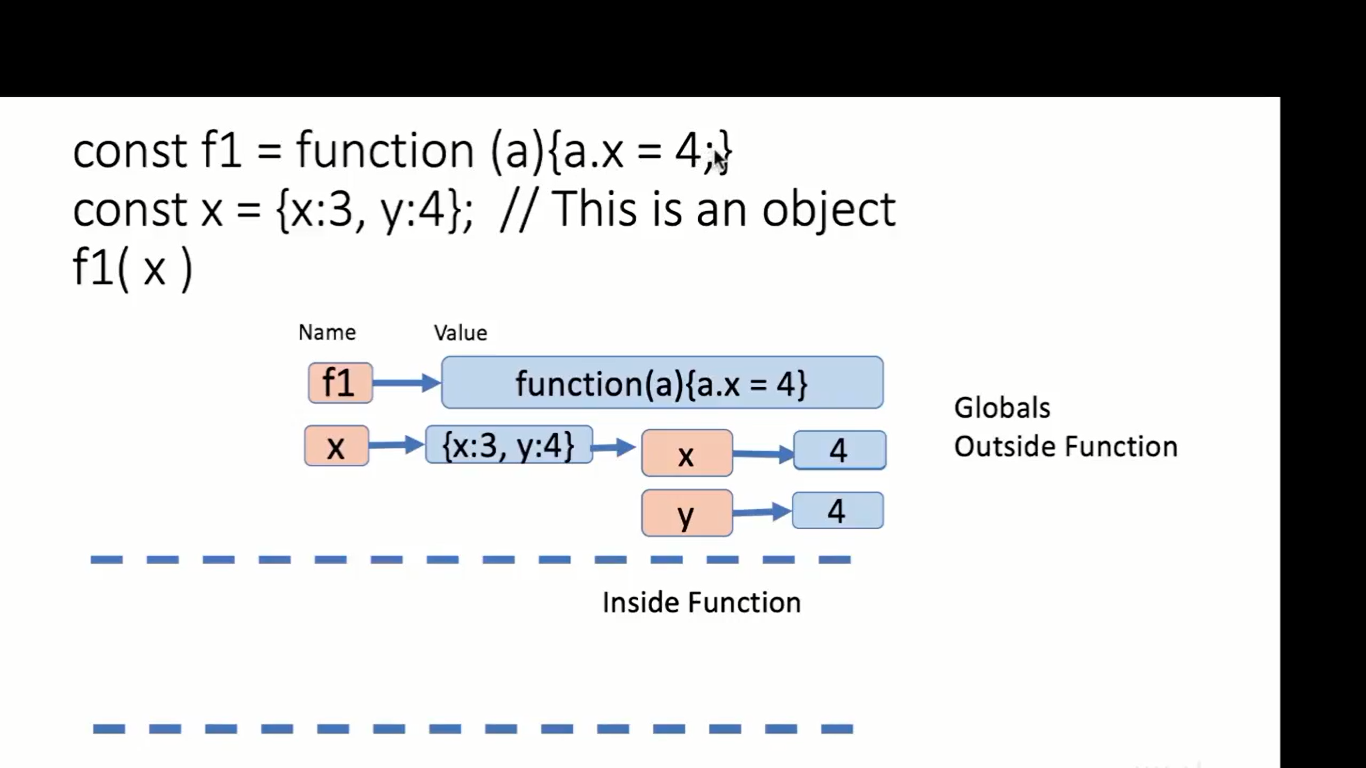 const f1 = function (a){a.x = 4;}
const x = {x:3, y:4};  // This is an object
f1( x )
Name Value
f1 function(a){a.x = 4}
Globals
Outside Function
x {x:3, y:4} x 4
y 4
Inside Function